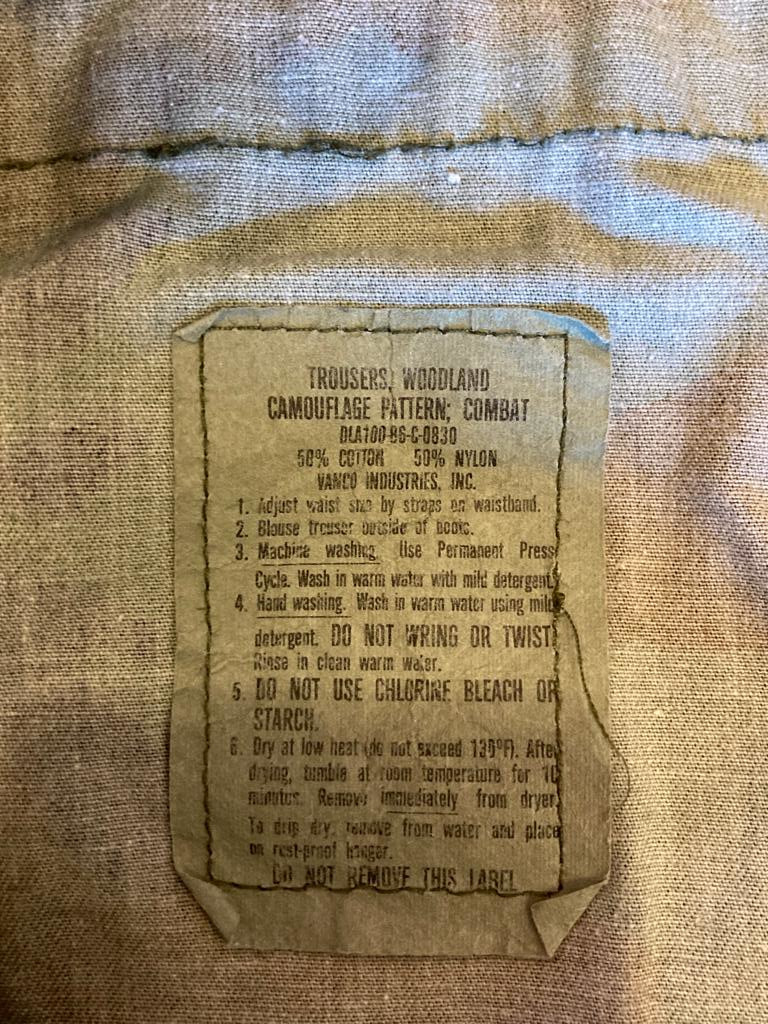 TROUSERS, WOODLAND
CAMOUFLAGE PATTERN; COMBAT
DLA100-86-C-0830
50% COTTON 50% NYLON
VANCO INDUSTRIES, INC.
1. Adjust waist size by straps on waistband.
2. Blouse trouser outside of boots.
3. Machine washing. Use Permanent Press
Cycle. Wash in warm water with mild detergent.
4. Hand washing. Wash in warm water using mild
detergent. DO NOT WRING OR TWIST.
Rinse in clean warm water.
5. DO NOT USE CHLORINE BLEACH OR
STARCH.
6. Dry at low heat (do not exceed 130ºF). After
drying, tumble at room temperature for 10
minutes. Remove immediately from dryer.
To drip dry, remove from water and place
on rust-proof hanger.
DO NOT REMOVE THIS LABEL